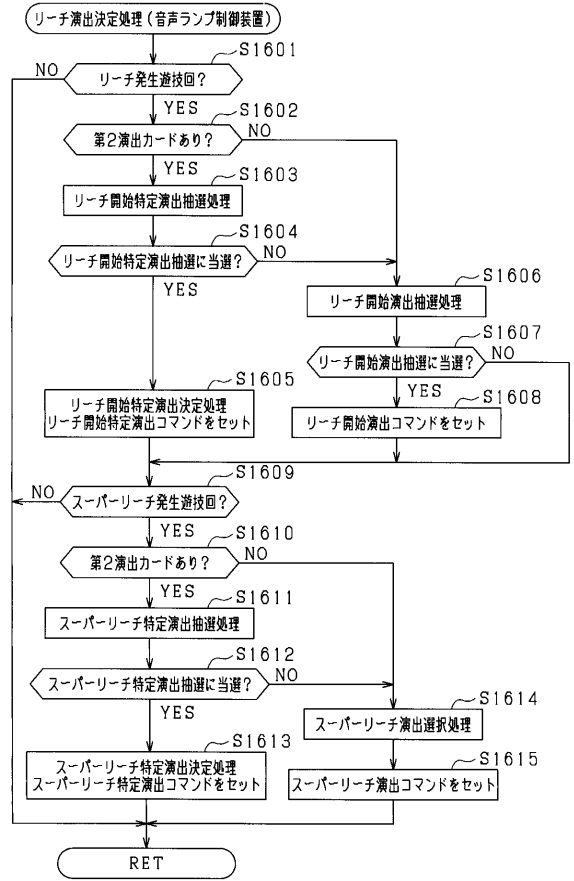 リーチ演出決定処理(音声ランプ制御装置)
S1601
リーチ発生遊技回?
NO
YES
S1602
第2演出カードあり?
NO
YES
S1603
リーチ開始特定演出抽選処理
S1604
リーチ開始特定演出抽選に当選?
NO
YES
S1606
リーチ開始演出抽選処理
S1607
リーチ開始演出抽選に当選?
NO
YES
S1605
リーチ開始特定演出決定処理
リーチ開始特定演出コマンドをセット
S1608
リーチ開始演出コマンドをセット
S1609
スーパーリーチ発生遊技回?
NO
YES
S1610
第2演出カードあり?
NO
YES
S1611
スーパーリーチ特定演出抽選処理
S1612
スーパーリーチ特定演出抽選に当選?
NO
YES
S1614
スーパーリーチ演出選択処理
S1613
スーパーリーチ特定演出決定処理
スーパーリーチ特定演出コマンドをセット
S1615
スーパーリーチ演出コマンドをセット
RET